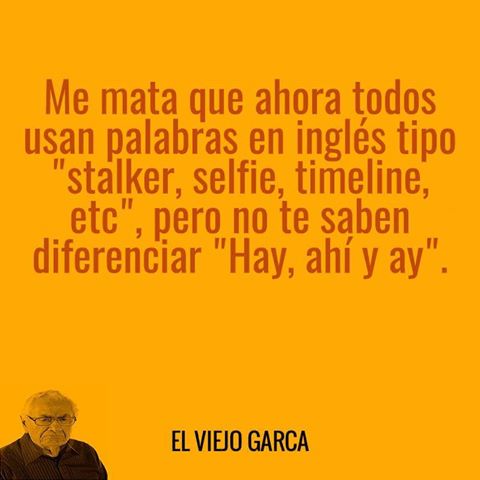 Me mata que ahora todos
usan palabras en inglés tipo
"stalker, selfie, timeline,
etc", pero no te saben
diferenciar "Hay, ahí y ay".
EL VIEJO GARCA